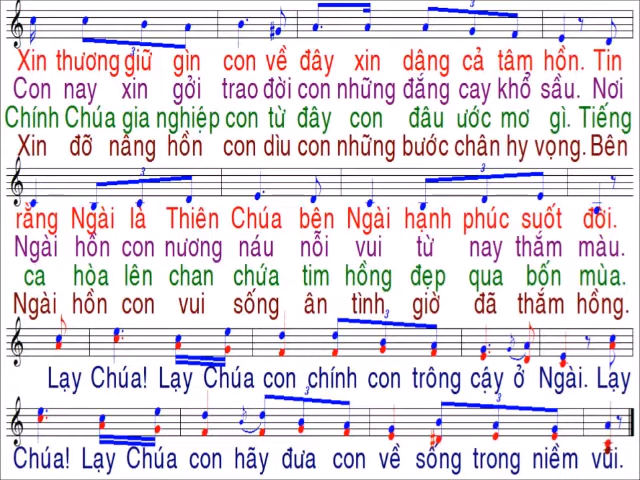 Xin thương giữ gìn con về đây xin dâng cả tâm hồn. Tin
Con nay xin gởi trao đời con những đắng cay khổ sầu. Nơi
Chính Chúa gia nghiệp con từ đây con đâu ước mơ gì. Tiếng
Xin đỡ nâng hồn con dìu con những bước chân hy vọng. Bên
rằng Ngài là Thiên Chúa bên Ngài hạnh phúc suốt đời.
Ngài hồn con nương náu nỗi vui từ nay thắm màu.
ca hòa lên chan chứa tim hồng đẹp qua bốn mùa.
Ngài hồn con vui sống ân tình giờ đã thắm hồng.
Lạy Chúa! Lạy Chúa con chính con trông cậy ở Ngài. Lạy
Chúa! Lạy Chúa con hãy đưa con về sống trong niềm vui.